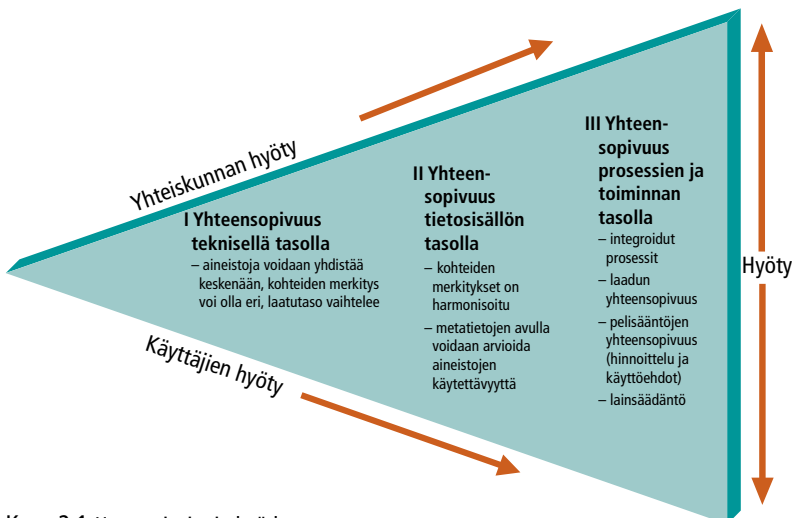 Yhteiskunnan hyöty
I Yhteensopivuus
teknisellä tasolla
– aineistoja voidaan yhdistää
keskenään, kohteiden merkitys
voi olla eri, laatutaso vaihtelee
II Yhteen-
sopivuus
tietosisällön
tasolla
– kohteiden
merkitykset on
harmonisoitu
– metatietojen avulla
voidaan arvioida
aineistojen
käytettävyyttä
III Yhteen-
sopivuus
prosessien ja
toiminnan
tasolla
– integroidut
prosessit
– laadun
yhteensopivuus
– pelisääntöjen
yhteensopivuus
(hinnoittelu ja
käyttöehdot)
– lainsäädäntö
Hyöty
Käyttäjien hyöty